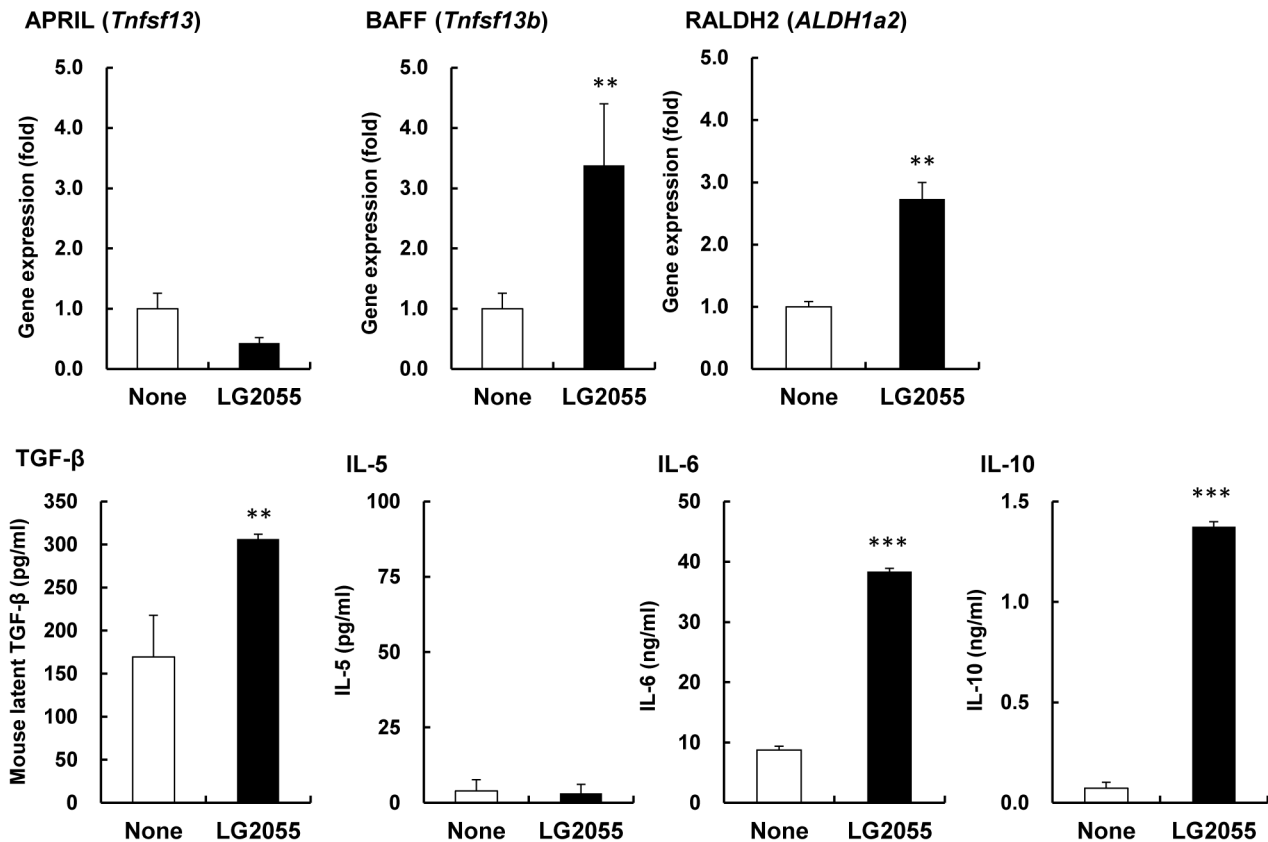 APRIL (Tnfsf13)
Gene expression (fold)
5.0
4.0
3.0
2.0
1.0
0.0
None LG2055
BAFF (Tnfsf13b)
Gene expression (fold)
5.0
4.0
3.0
2.0
1.0
0.0
**
None LG2055
RALDH2 (ALDH1a2)
Gene expression (fold)
5.0
4.0
3.0
2.0
1.0
0.0
**
None LG2055
TGF-β
Mouse latent TGF-β (pg/ml)
350
300
250
200
150
100
50
0
**
None LG2055
IL-5
IL-5 (pg/ml)
100
75
50
25
0
None LG2055
IL-6
IL-6 (ng/ml)
50
40
30
20
10
0
***
None LG2055
IL-10
IL-10 (ng/ml)
1.5
1.0
0.5
0.0
***
None LG2055